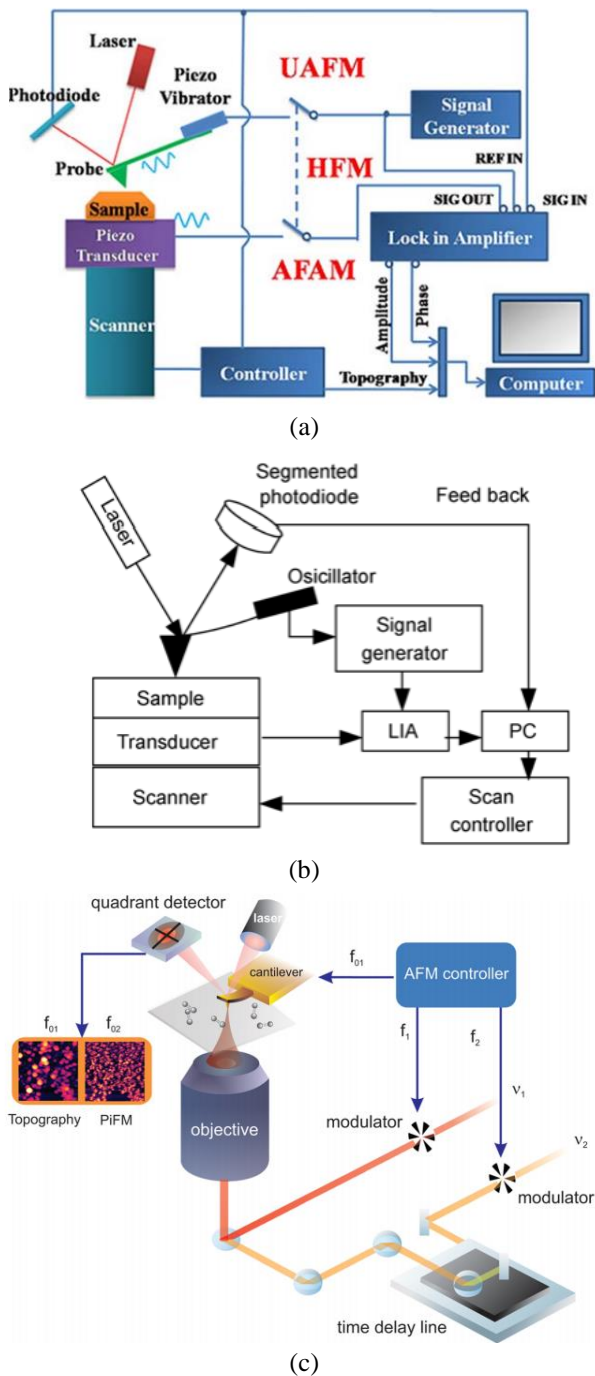 Laser
Piezo
Vibrator
Photodiode
UAFM
Signal
Generator
Probe
HFM
REF IN
SIG OUT
SIG IN
Sample
Piezo
Transducer
AFAM
Lock in Amplifier
Amplitude
Phase
Scanner
Controller
Topography
Computer
(a)
Segmented
photodiode
Feed back
Laser
Osicillator
Signal
generator
Sample
Transducer
LIA
PC
Scanner
Scan
controller
(b)
quadrant detector
laser
cantilever
f₀₁
AFM controller
f₀₁
f₀₂
f₁
f₂
ν₁
Topography
PiFM
objective
modulator
ν₂
modulator
time delay line
(c)